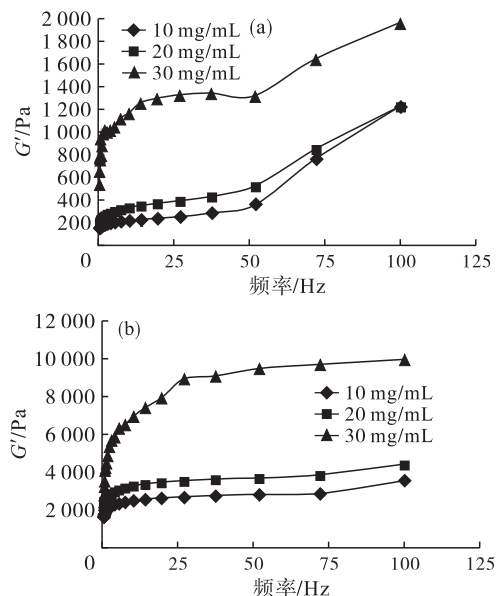 (a)
10 mg/mL
20 mg/mL
30 mg/mL
2 000
1 800
1 600
1 400
1 200
1 000
800
600
400
200
0
G′/Pa
25 50 75 100 125
频率/Hz
(b)
12 000
10 000
8 000
6 000
4 000
2 000
0
G′/Pa
10 mg/mL
20 mg/mL
30 mg/mL
25 50 75 100 125
频率/Hz